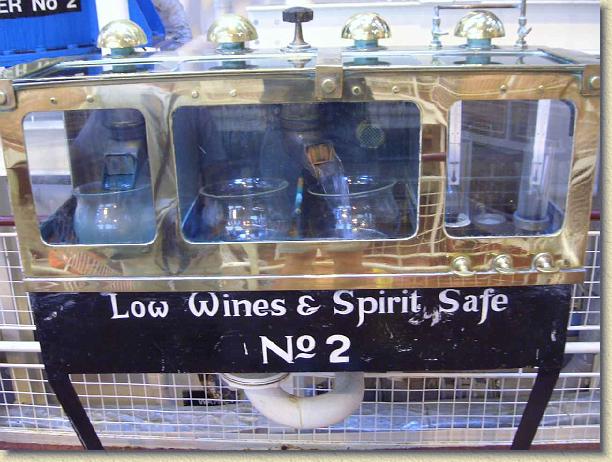 ER No 2
Low Wines & Spirit Safe
No 2